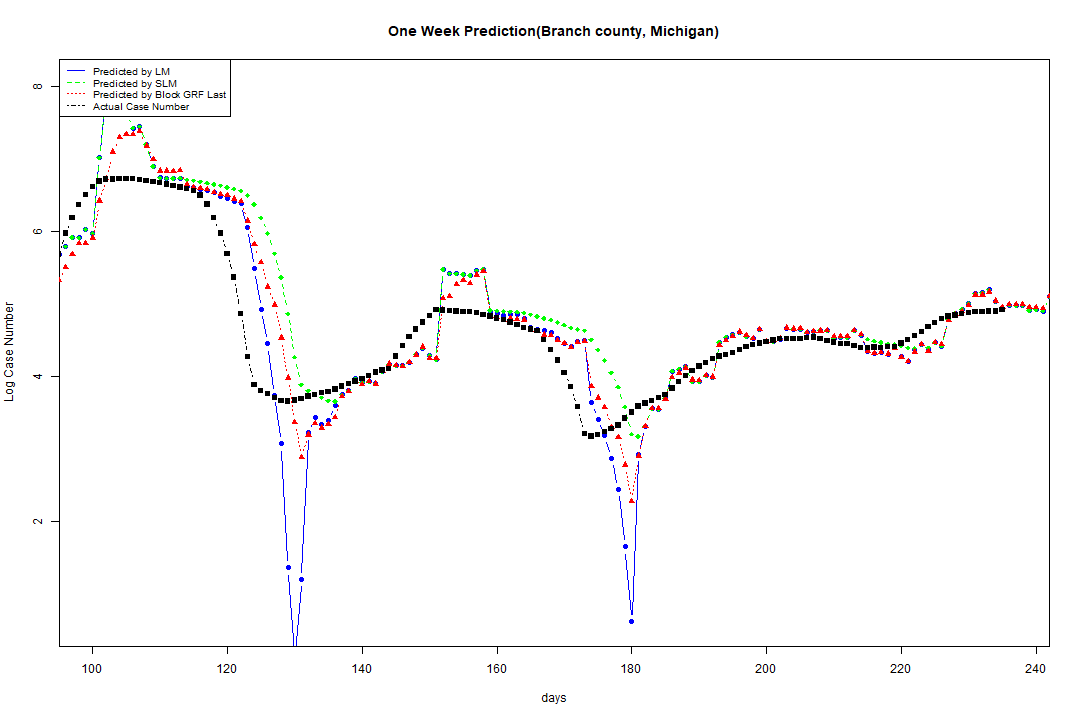 One Week Prediction(Branch county, Michigan)
Predicted by LM
Predicted by SLM
Predicted by Block GRF Last
Actual Case Number
8
6
4
2
Log Case Number
100 120 140 160 180 200 220 240
days